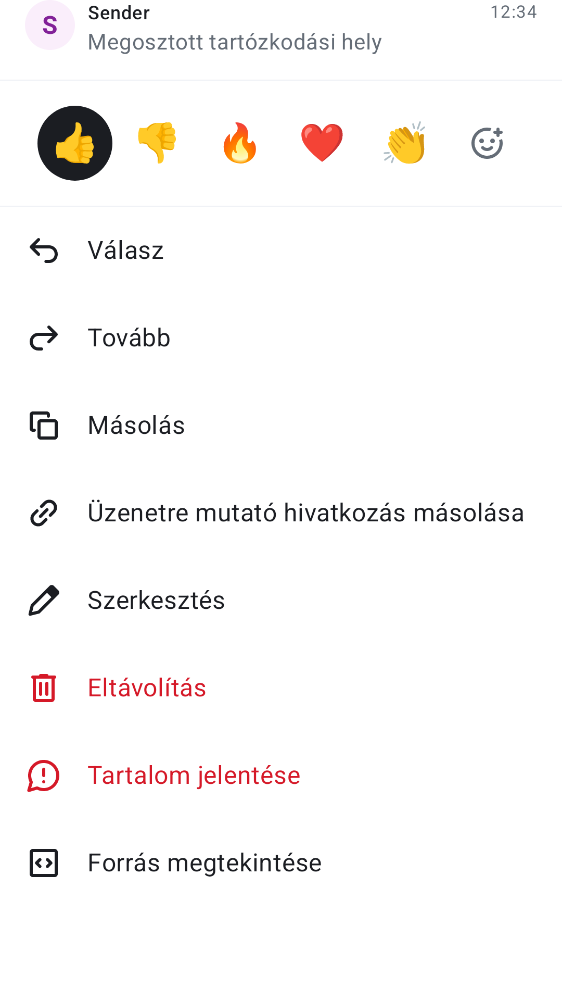 S
Sender
12:34
Megosztott tartózkodási hely
Válasz
Tovább
Másolás
Üzenetre mutató hivatkozás másolása
Szerkesztés
Eltávolítás
Tartalom jelentése
Forrás megtekintése